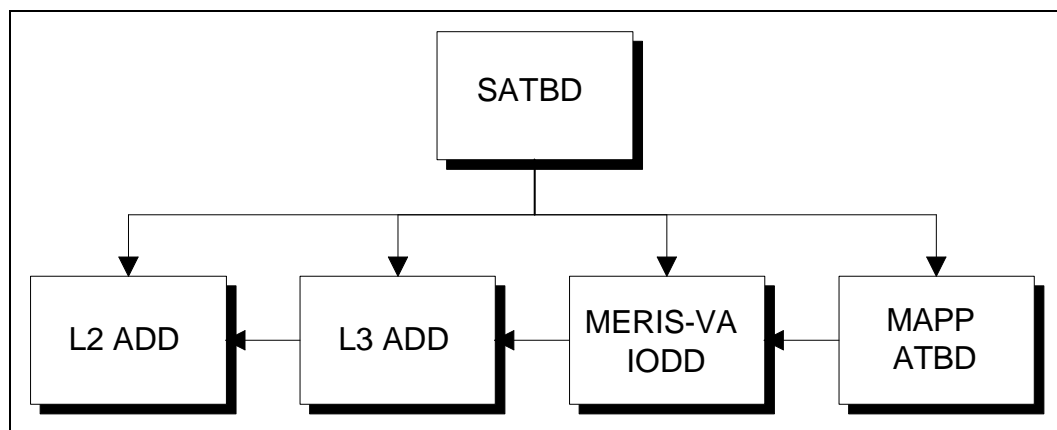 SATBD
L2 ADD
L3 ADD
MERIS-VA
IODD
MAPP
ATBD